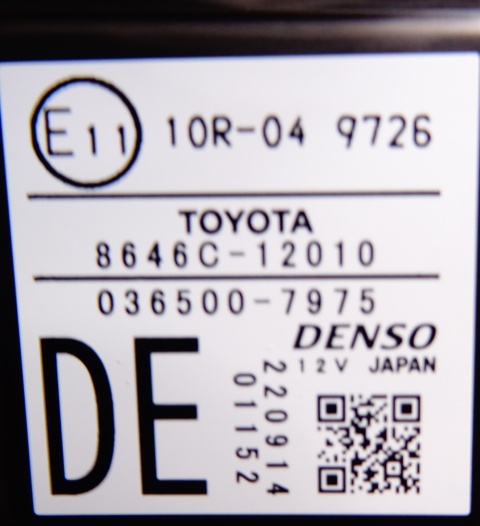 E11 10R-04 9726
TOYOTA
8646C-12010
036500-7975
DENSO
12V JAPAN
DE
220914
01152